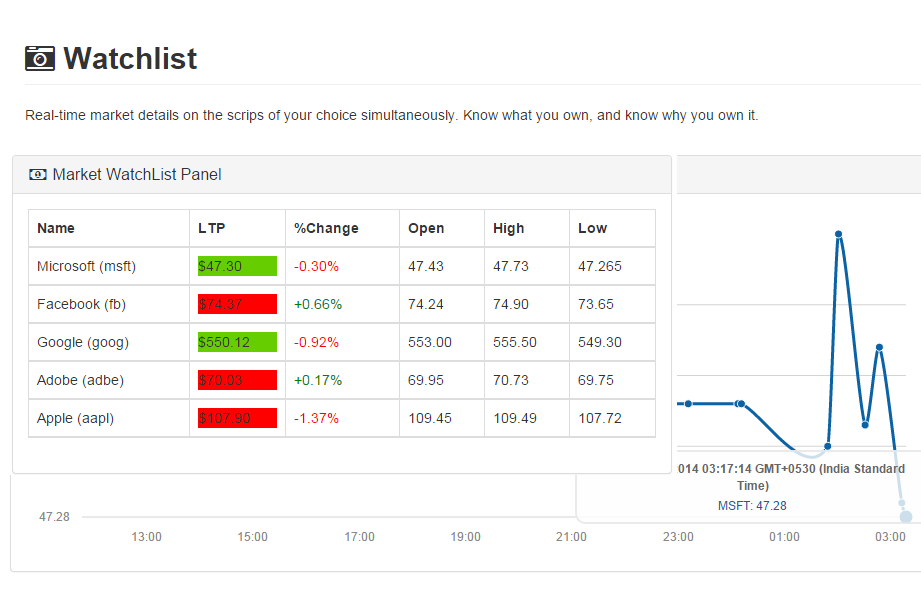 Watchlist
Real-time market details on the scrips of your choice simultaneously. Know what you own, and know why you own it.
Market WatchList Panel
Name LTP %Change Open High Low
Microsoft (msft) $47.30 -0.30% 47.43 47.73 47.265
Facebook (fb) $74.37 +0.66% 74.24 74.90 73.65
Google (goog) $550.12 -0.92% 553.00 555.50 549.30
Adobe (adbe) $70.03 +0.17% 69.95 70.73 69.75
Apple (aapl) $107.90 -1.37% 109.45 109.49 107.72
014 03:17:14 GMT+0530 (India Standard
Time)
MSFT: 47.28
47.28
13:00 15:00 17:00 19:00 21:00 23:00 01:00 03:00